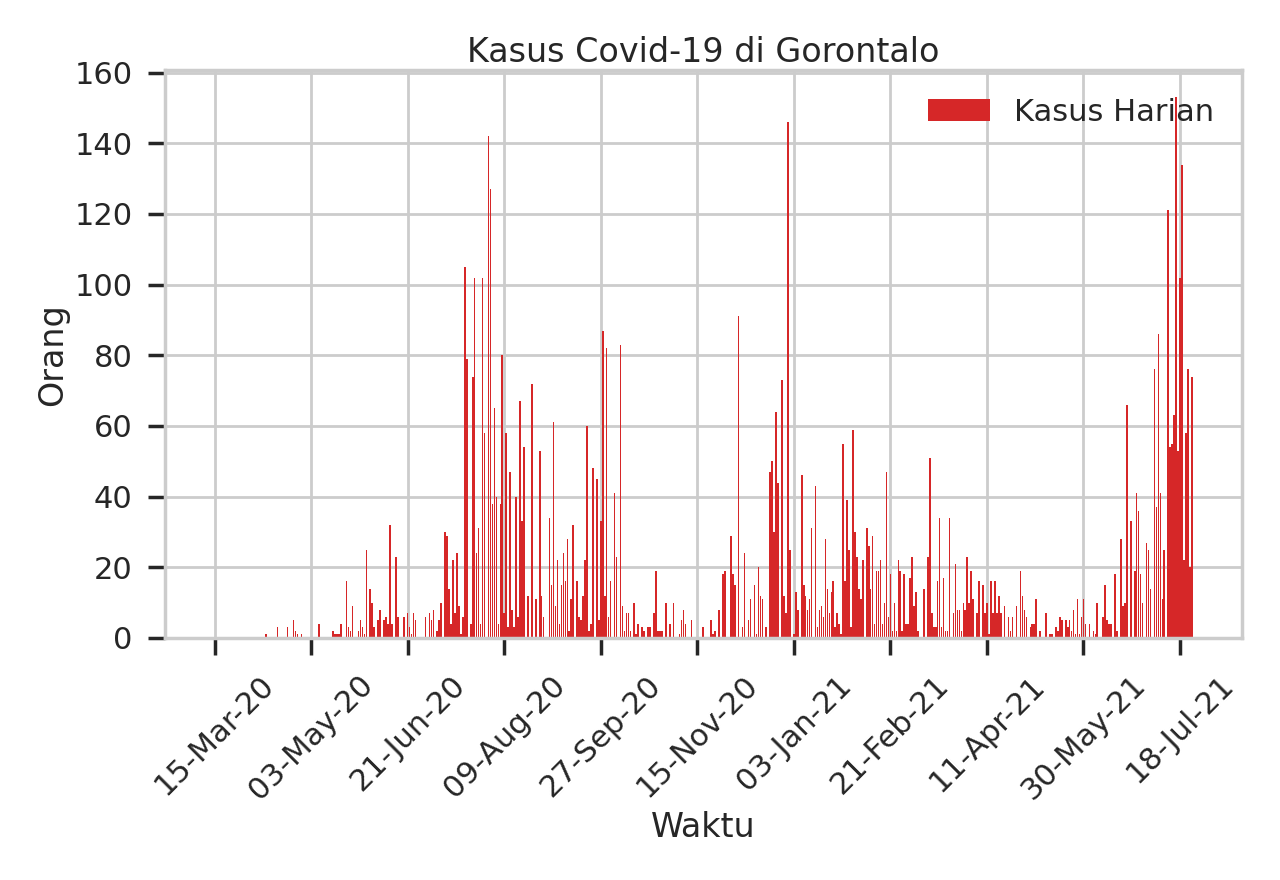 Kasus Covid-19 di Gorontalo
160
140
120
100
80
60
40
20
0
Orang
Kasus Harian
15-Mar-20
03-May-20
21-Jun-20
09-Aug-20
27-Sep-20
15-Nov-20
03-Jan-21
21-Feb-21
11-Apr-21
30-May-21
18-Jul-21
Waktu